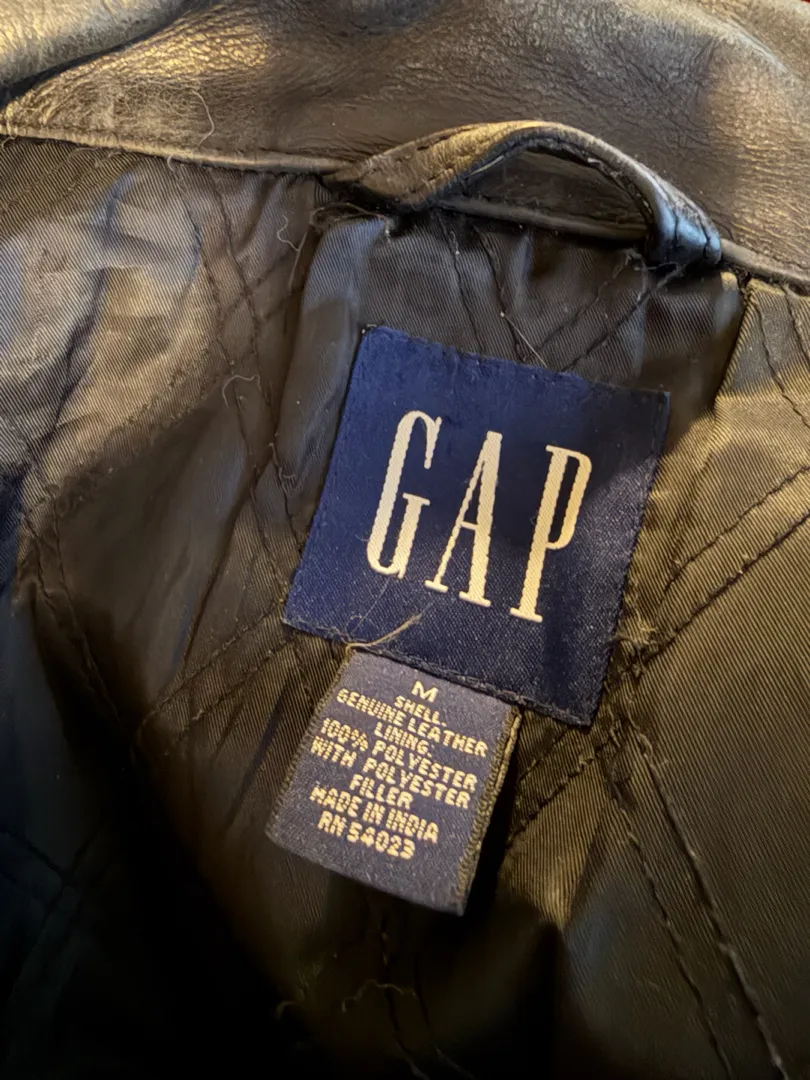 GAP
M
SHELL.
GENUINE LEATHER
LINING.
100% POLYESTER
WITH POLYESTER
FILLER
MADE IN INDIA
RN 54023